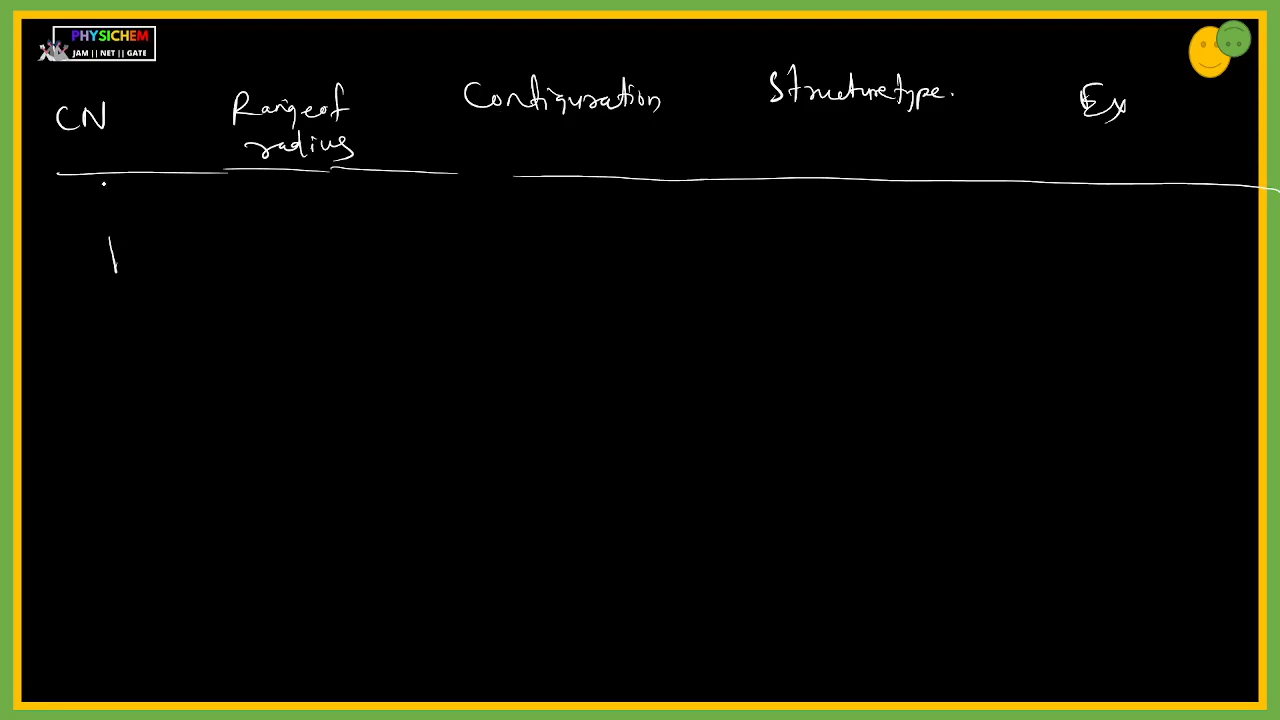 PHYSICHEM
JAM || NET || GATE
CN Range of radius Configuration Structure type. Ex
1